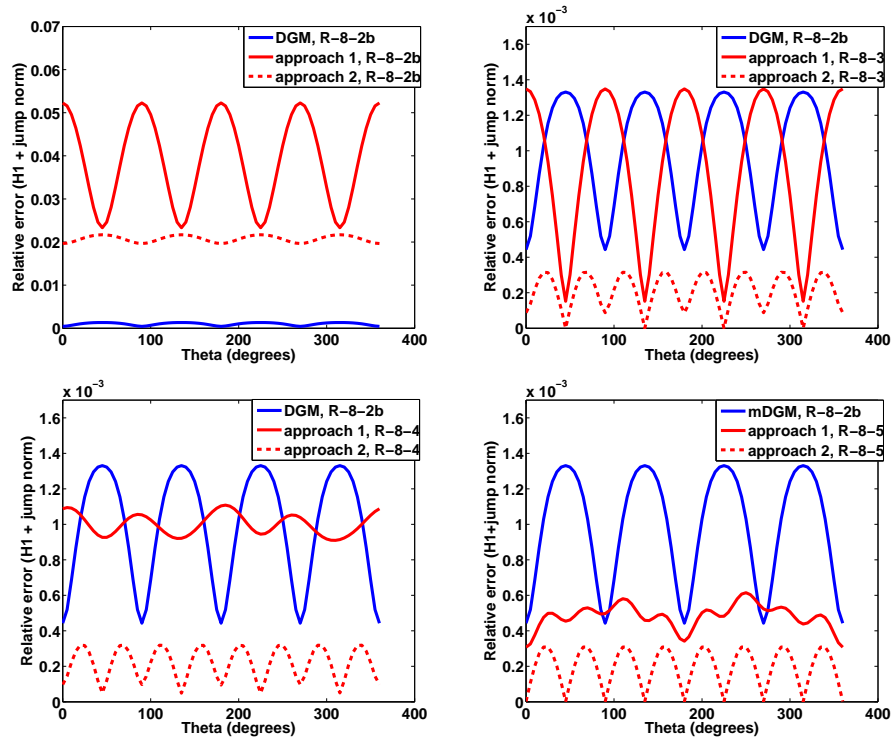 DGM, R-8-2b
approach 1, R-8-2b
approach 2, R-8-2b
0.07
0.06
0.05
0.04
0.03
0.02
0.01
0
0 100 200 300 400
Theta (degrees)
Relative error (H1 + jump norm)
x 10^-3
DGM, R-8-2b
approach 1, R-8-3
approach 2, R-8-3
1.6
1.4
1.2
1
0.8
0.6
0.4
0.2
0
0 100 200 300 400
Theta (degrees)
Relative error (H1 + jump norm)
x 10^-3
DGM, R-8-2b
approach 1, R-8-4
approach 2, R-8-4
1.6
1.4
1.2
1
0.8
0.6
0.4
0.2
0
0 100 200 300 400
Theta (degrees)
Relative error (H1 + jump norm)
x 10^-3
mDGM, R-8-2b
approach 1, R-8-5
approach 2, R-8-5
1.6
1.4
1.2
1
0.8
0.6
0.4
0.2
0
0 100 200 300 400
Theta (degrees)
Relative error (H1+jump norm)